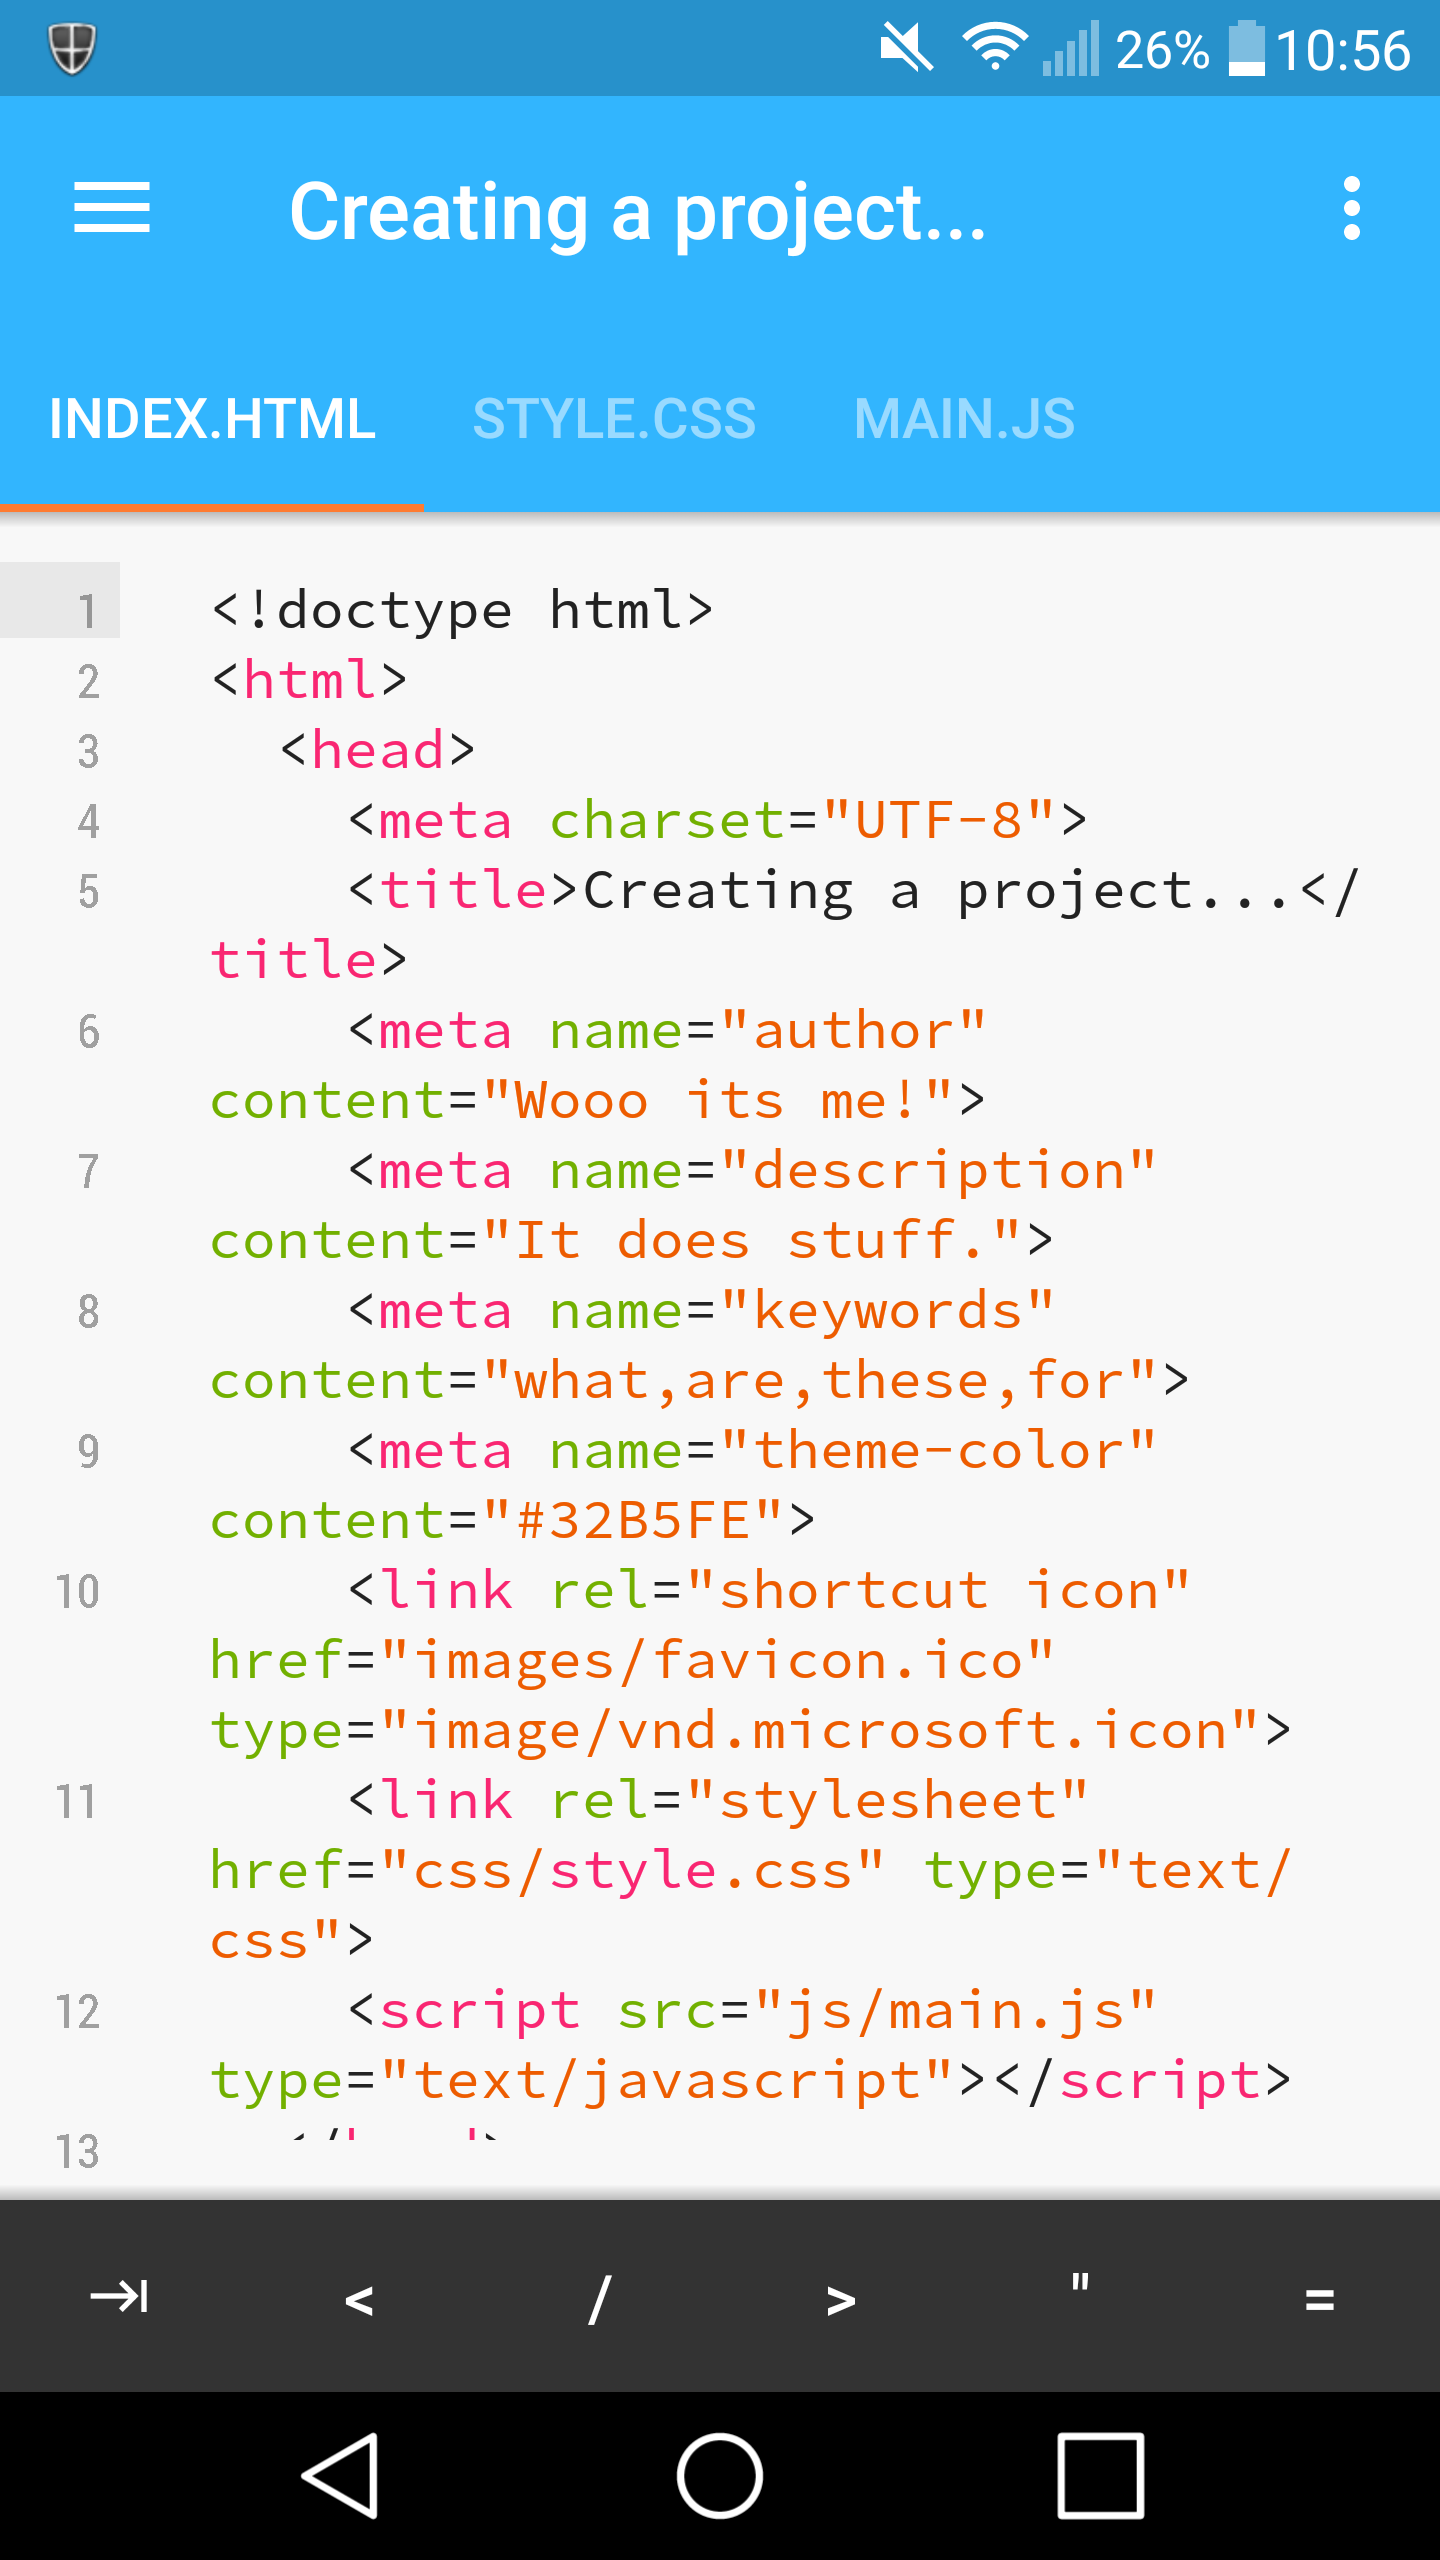 26% 10:56
Creating a project...
INDEX.HTML STYLE.CSS MAIN.JS
1 <!doctype html>
2 <html>
3 <head>
4 <meta charset="UTF-8">
5 <title>Creating a project...</
title>
6 <meta name="author"
content="Wooo its me!">
7 <meta name="description"
content="It does stuff.">
8 <meta name="keywords"
content="what,are,these,for">
9 <meta name="theme-color"
content="#32B5FE">
10 <link rel="shortcut icon"
href="images/favicon.ico"
type="image/vnd.microsoft.icon">
11 <link rel="stylesheet"
href="css/style.css" type="text/
css">
12 <script src="js/main.js"
type="text/javascript"></script>
13
< / > " =